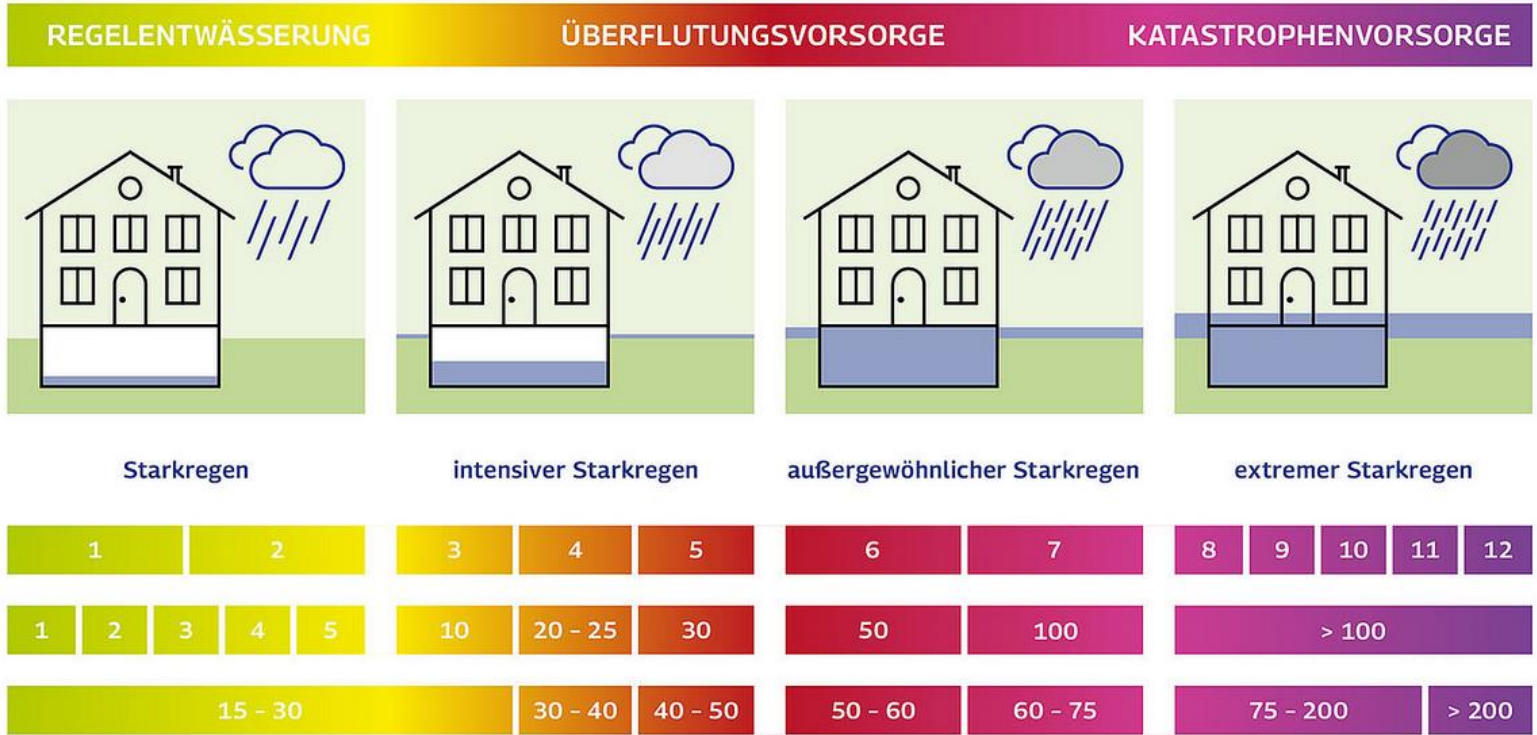 REGELENTWÄSSERUNG ÜBERFLUTUNGSVORSORGE KATASTROPHENVORSORGE
Starkregen intensiver Starkregen außergewöhnlicher Starkregen extremer Starkregen
1 2 3 4 5 6 7 8 9 10 11 12
1 2 3 4 5 10 20 – 25 30 50 100 > 100
15 – 30 30 – 40 40 – 50 50 – 60 60 – 75 75 – 200 > 200